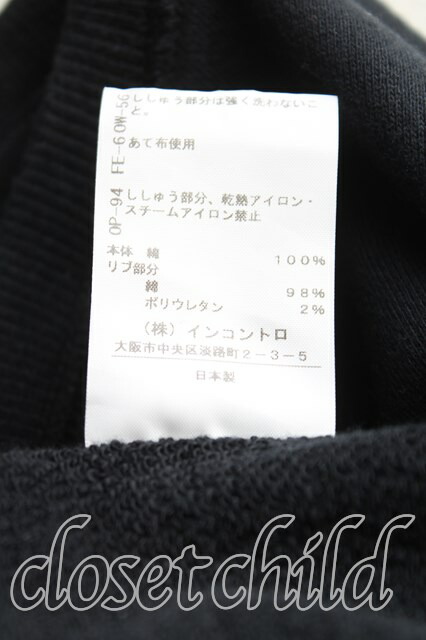 ししゅう部分は強く洗わないこ
と。
あて布使用
ししゅう部分、乾熱アイロン・
スチームアイロン禁止
OP-94 FE-60W-56
本体 綿 100%
リブ部分
綿 98%
ポリウレタン 2%
（株）インコントロ
大阪市中央区淡路町2-3-5
日本製
closetchild